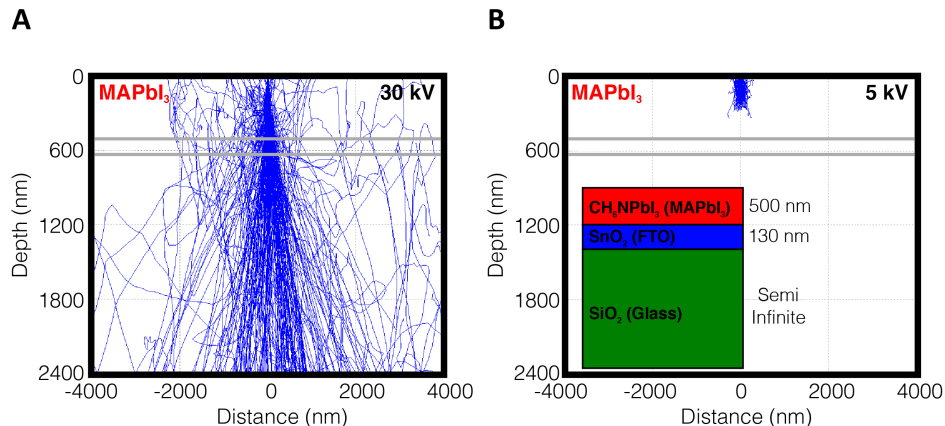 A
B
0
600
1200
1800
2400
Depth (nm)
MAPbI₃
30 kV
-4000
-2000
0
2000
4000
Distance (nm)
0
600
1200
1800
2400
Depth (nm)
MAPbI₃
5 kV
CH₃NPbI₃ (MAPbI₃)
500 nm
SnO₂ (FTO)
130 nm
SiO₂ (Glass)
Semi
Infinite
-4000
-2000
0
2000
4000
Distance (nm)